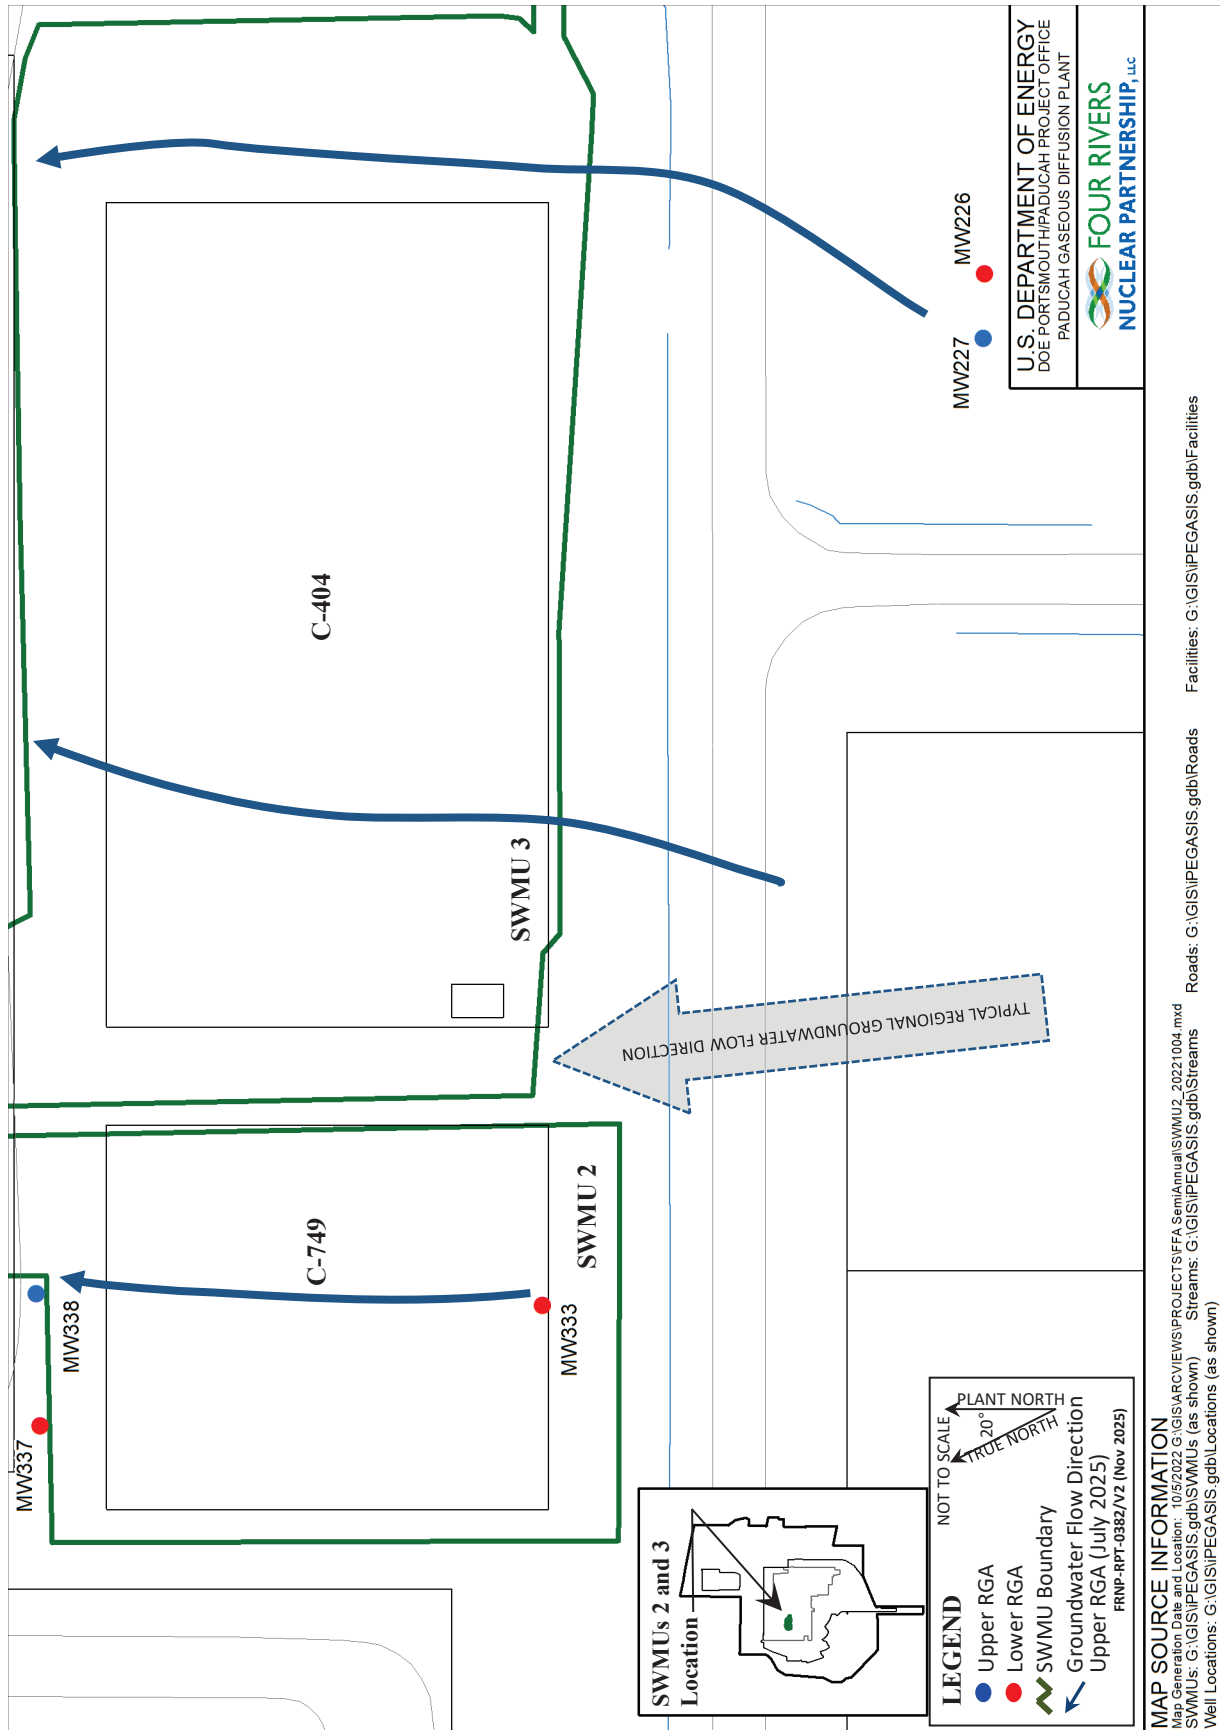 MW337
MW338
C-749
MW333
SWMU 2
C-404
SWMU 3
TYPICAL REGIONAL GROUNDWATER FLOW DIRECTION
MW227
MW226
SWMUs 2 and 3
Location
LEGEND
Upper RGA
Lower RGA
SWMU Boundary
Groundwater Flow Direction
Upper RGA (July 2025)
FRNP-RPT-0382/V2 (Nov 2025)
NOT TO SCALE
PLANT NORTH
20°
TRUE NORTH
U.S. DEPARTMENT OF ENERGY
DOE PORTSMOUTH/PADUCAH PROJECT OFFICE
PADUCAH GASEOUS DIFFUSION PLANT
FOUR RIVERS
NUCLEAR PARTNERSHIP, LLC
MAP SOURCE INFORMATION
Map Generation Date and Location: 10/5/2022 G:\GIS\ARCVIEWS\PROJECTS\FFA SemiAnnual\SWMU2_20221004.mxd
SWMUs: G:\GIS\iPEGASIS.gdb\SWMUs (as shown) Streams: G:\GIS\iPEGASIS.gdb\Streams Roads: G:\GIS\iPEGASIS.gdb\Roads Facilities: G:\GIS\iPEGASIS.gdb\Facilities
Well Locations: G:\GIS\iPEGASIS.gdb\Locations (as shown)